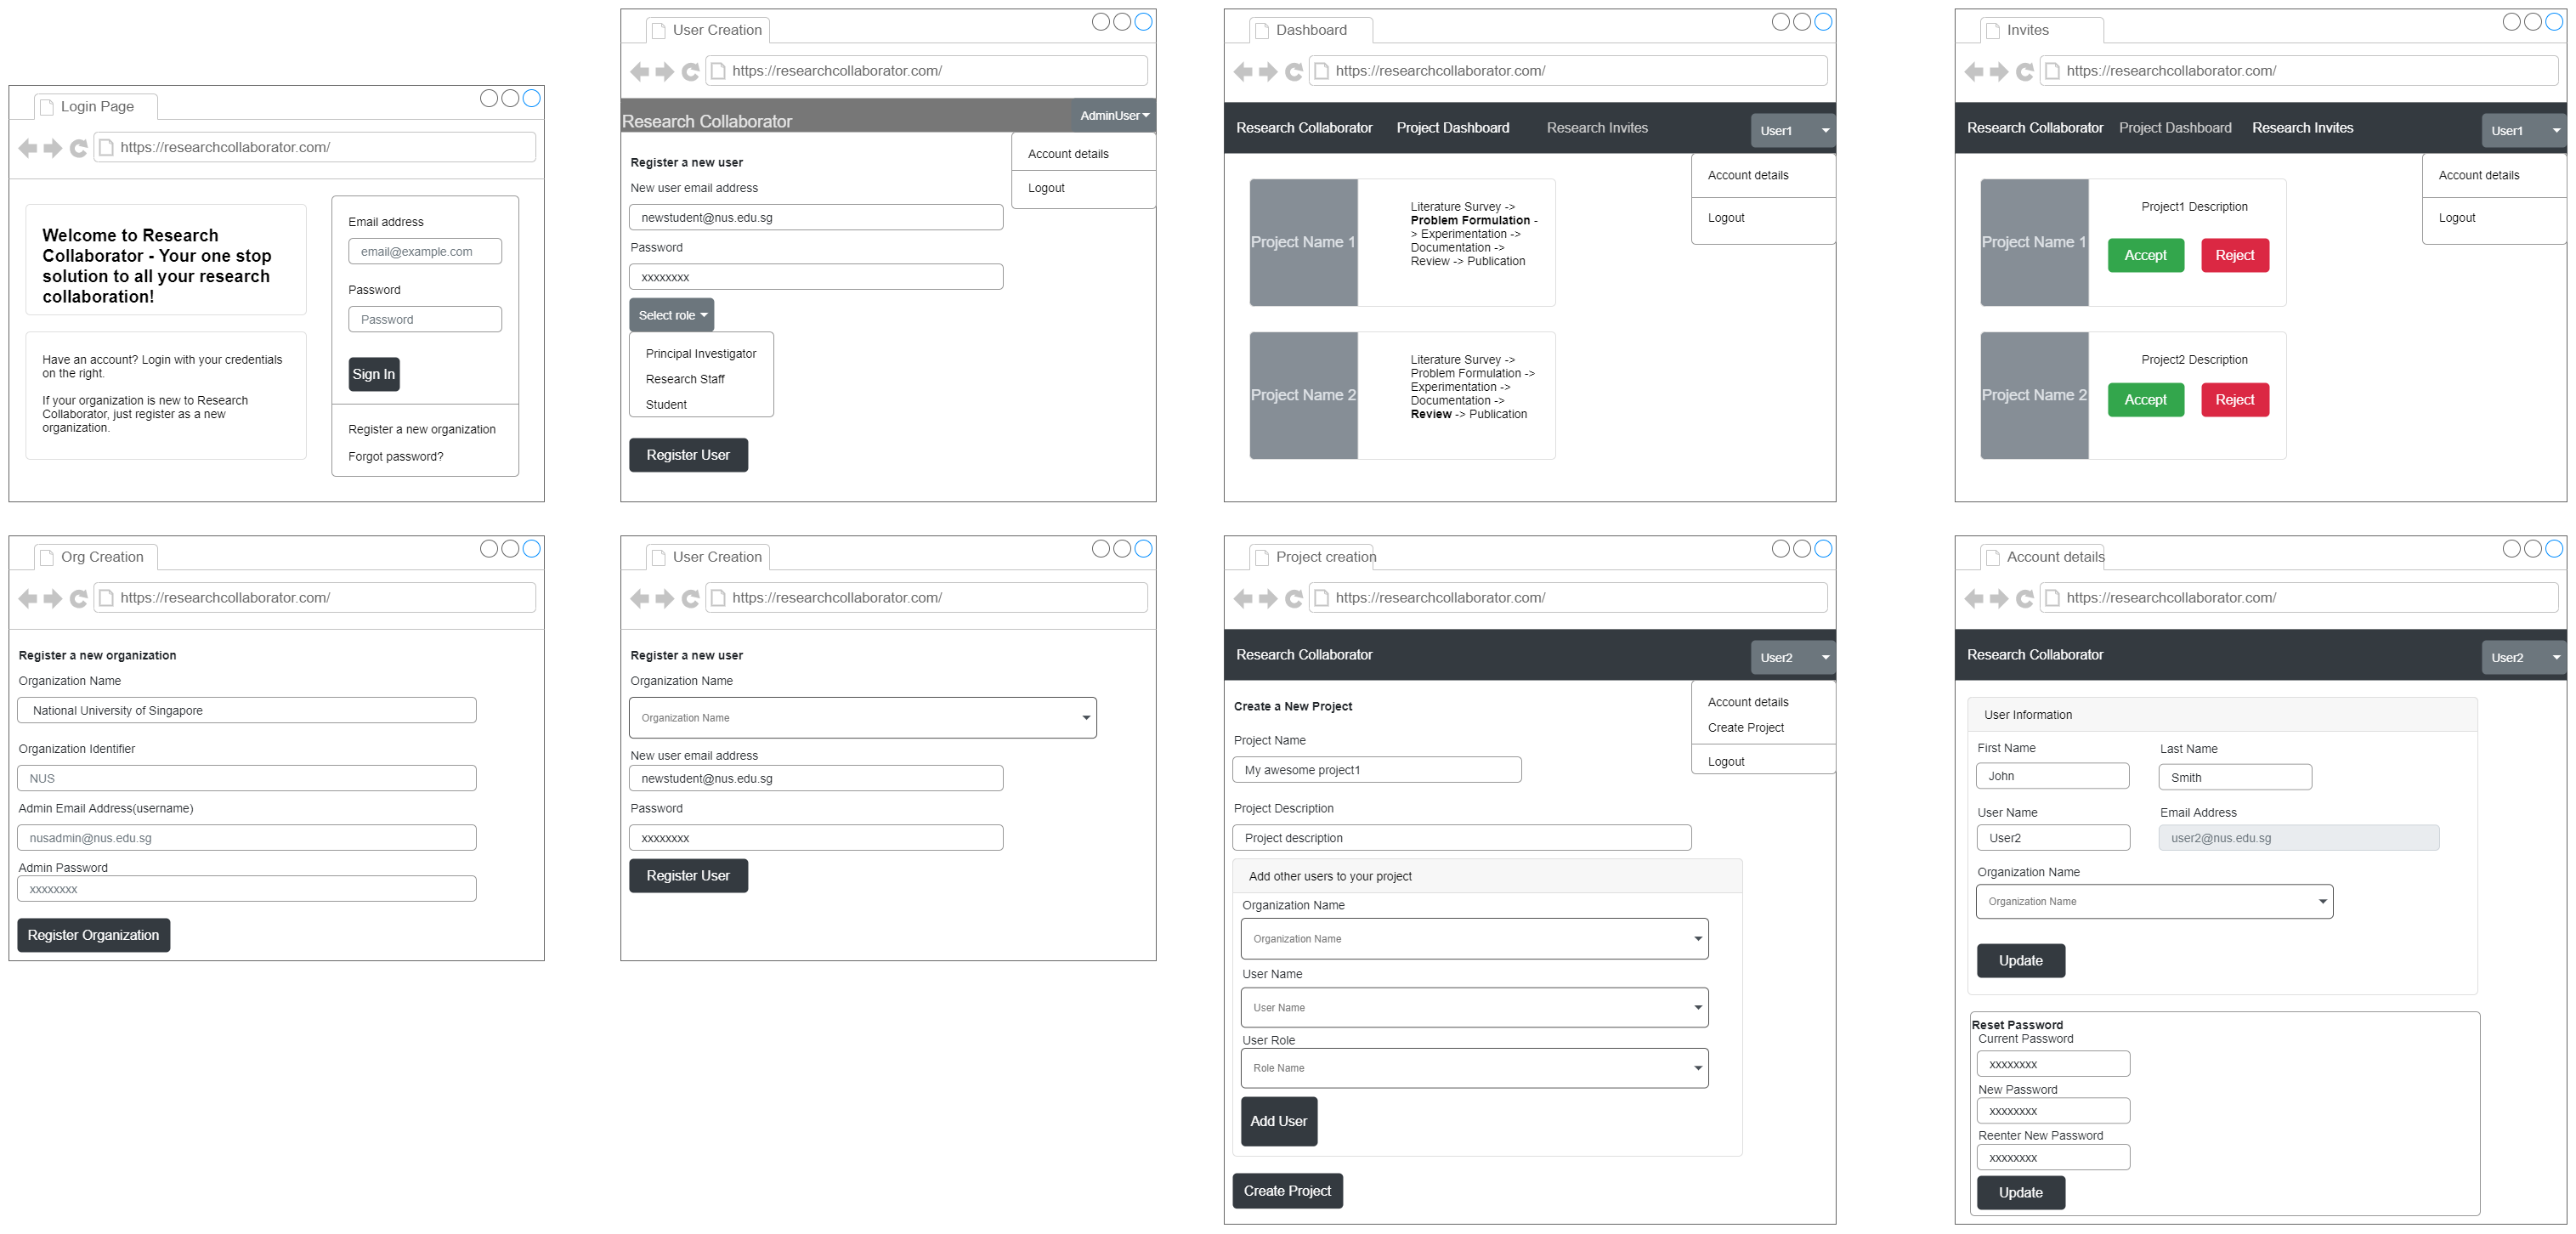 Login Page
https://researchcollaborator.com/
Welcome to Research
Collaborator - Your one stop
solution to all your research
collaboration!
Have an account? Login with your credentials
on the right.
If your organization is new to Research
Collaborator, just register as a new
organization.
Email address
email@example.com
Password
Password
Sign In
Register a new organization
Forgot password?
User Creation
https://researchcollaborator.com/
Research Collaborator
AdminUser
Account details
Logout
Register a new user
New user email address
newstudent@nus.edu.sg
Password
xxxxxxxx
Select role
Principal Investigator
Research Staff
Student
Register User
Dashboard
https://researchcollaborator.com/
Research Collaborator
Project Dashboard
Research Invites
User1
Account details
Logout
Project Name 1
Literature Survey ->
Problem Formulation -
> Experimentation ->
Documentation ->
Review -> Publication
Project Name 2
Literature Survey ->
Problem Formulation ->
Experimentation ->
Documentation ->
Review -> Publication
Invites
https://researchcollaborator.com/
Research Collaborator
Project Dashboard
Research Invites
User1
Account details
Logout
Project Name 1
Project1 Description
Accept
Reject
Project Name 2
Project2 Description
Accept
Reject
Org Creation
https://researchcollaborator.com/
Register a new organization
Organization Name
National University of Singapore
Organization Identifier
NUS
Admin Email Address(username)
nusadmin@nus.edu.sg
Admin Password
xxxxxxxx
Register Organization
User Creation
https://researchcollaborator.com/
Register a new user
Organization Name
Organization Name
New user email address
newstudent@nus.edu.sg
Password
xxxxxxxx
Register User
Project creation
https://researchcollaborator.com/
Research Collaborator
User2
Account details
Create Project
Logout
Create a New Project
Project Name
My awesome project1
Project Description
Project description
Add other users to your project
Organization Name
Organization Name
User Name
User Name
User Role
Role Name
Add User
Create Project
Account details
https://researchcollaborator.com/
Research Collaborator
User2
User Information
First Name
Last Name
John
Smith
User Name
Email Address
User2
user2@nus.edu.sg
Organization Name
Organization Name
Update
Reset Password
Current Password
xxxxxxxx
New Password
xxxxxxxx
Reenter New Password
xxxxxxxx
Update